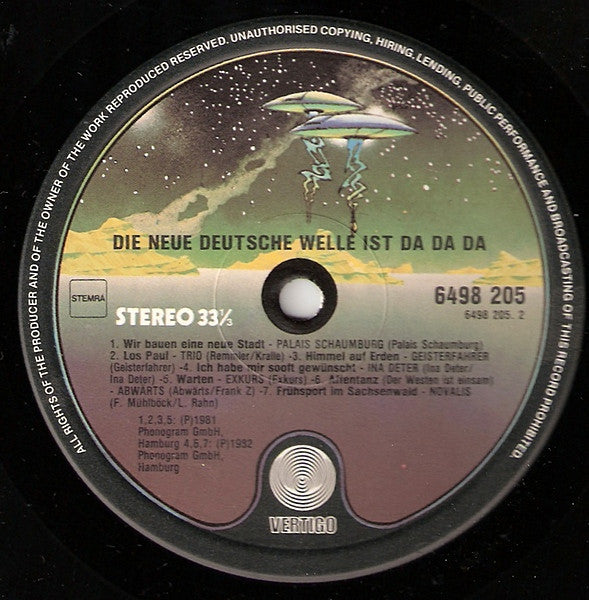 ALL RIGHTS OF THE PRODUCER AND OF THE OWNER OF THE WORK REPRODUCED RESERVED. UNAUTHORISED COPYING, HIRING, LENDING, PUBLIC PERFORMANCE AND BROADCASTING OF THIS RECORD PROHIBITED.
DIE NEUE DEUTSCHE WELLE IST DA DA DA
STEMRA
STEREO 33⅓
6498 205
6498 205. 2
1. Wir bauen eine neue Stadt - PALAIS SCHAUMBURG (Palais Schaumburg)
2. Los Paul - TRIO (Remmler/Kralle) -3. Himmel auf Erden - GEISTERFAHRER
(Geisterfahrer) -4. Ich habe mir sooft gewünscht - INA DETER (Ina Deter/
Ina Deter) -5. Warten - EXKURS (Exkurs) -6. Alientanz (Der Westen ist einsam)
- ABWÄRTS (Abwärts/Frank Z) -7. Frühsport im Sachsenwald - NOVALIS
(F. Mühlböck/L. Rahn)
1,2,3,5: (P)1981
Phonogram GmbH,
Hamburg 4,6,7: (P)1982
Phonogram GmbH,
Hamburg
VERTIGO